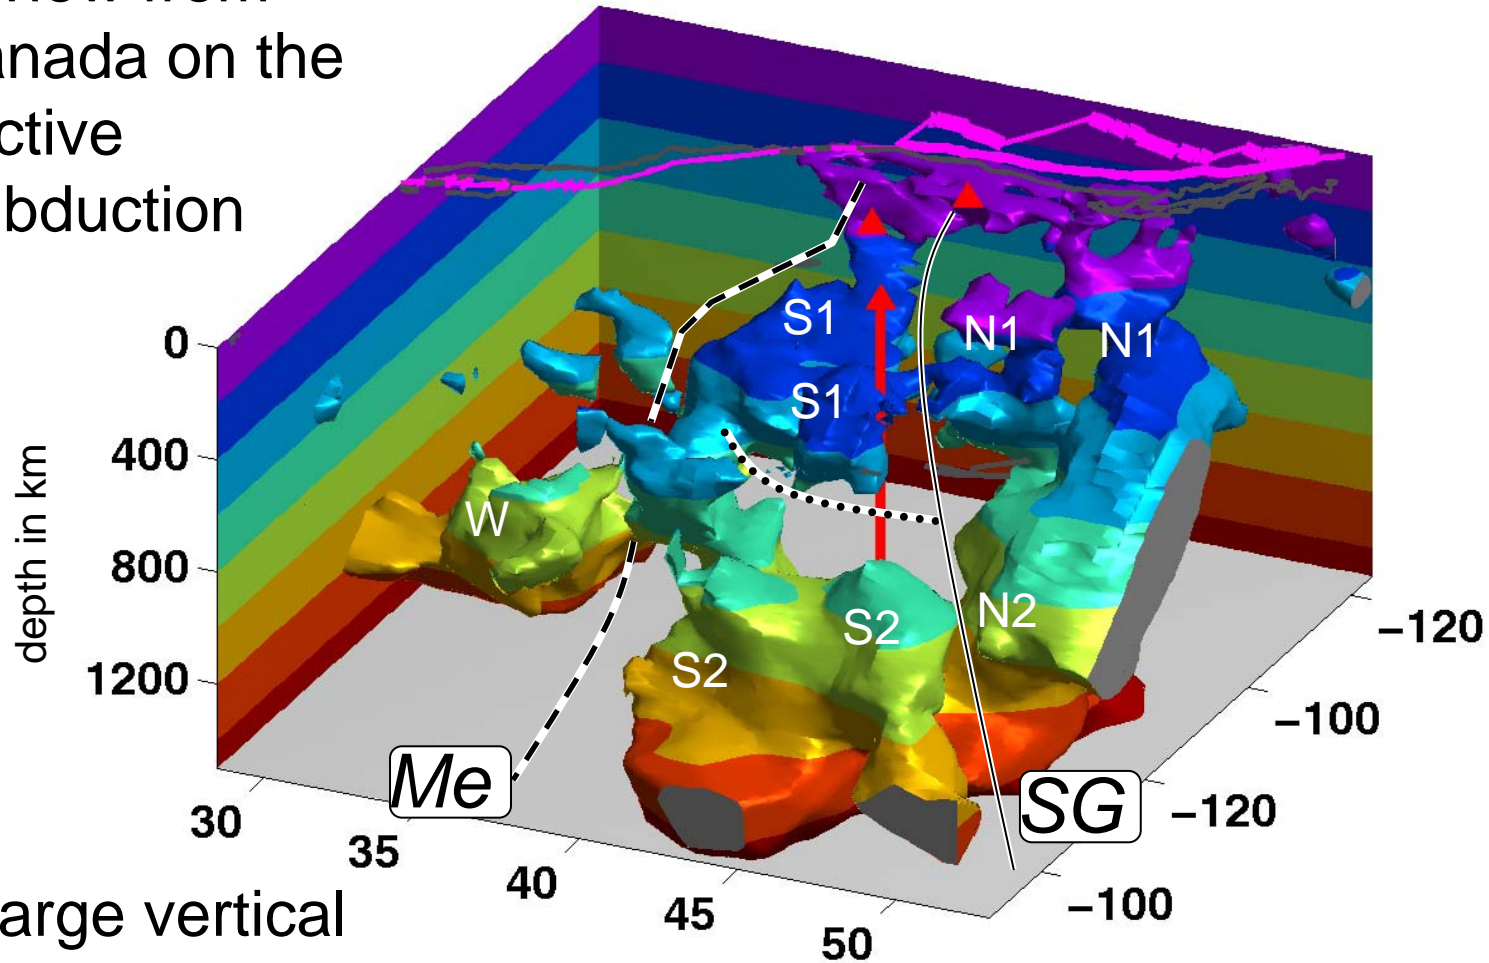 anada on the
ctive
bduction
0
400
800
1200
depth in km
S1
S1
N1
N1
W
S2
S2
N2
Me
SG
30
35
40
45
50
−120
−100
−120
−100
arge vertical